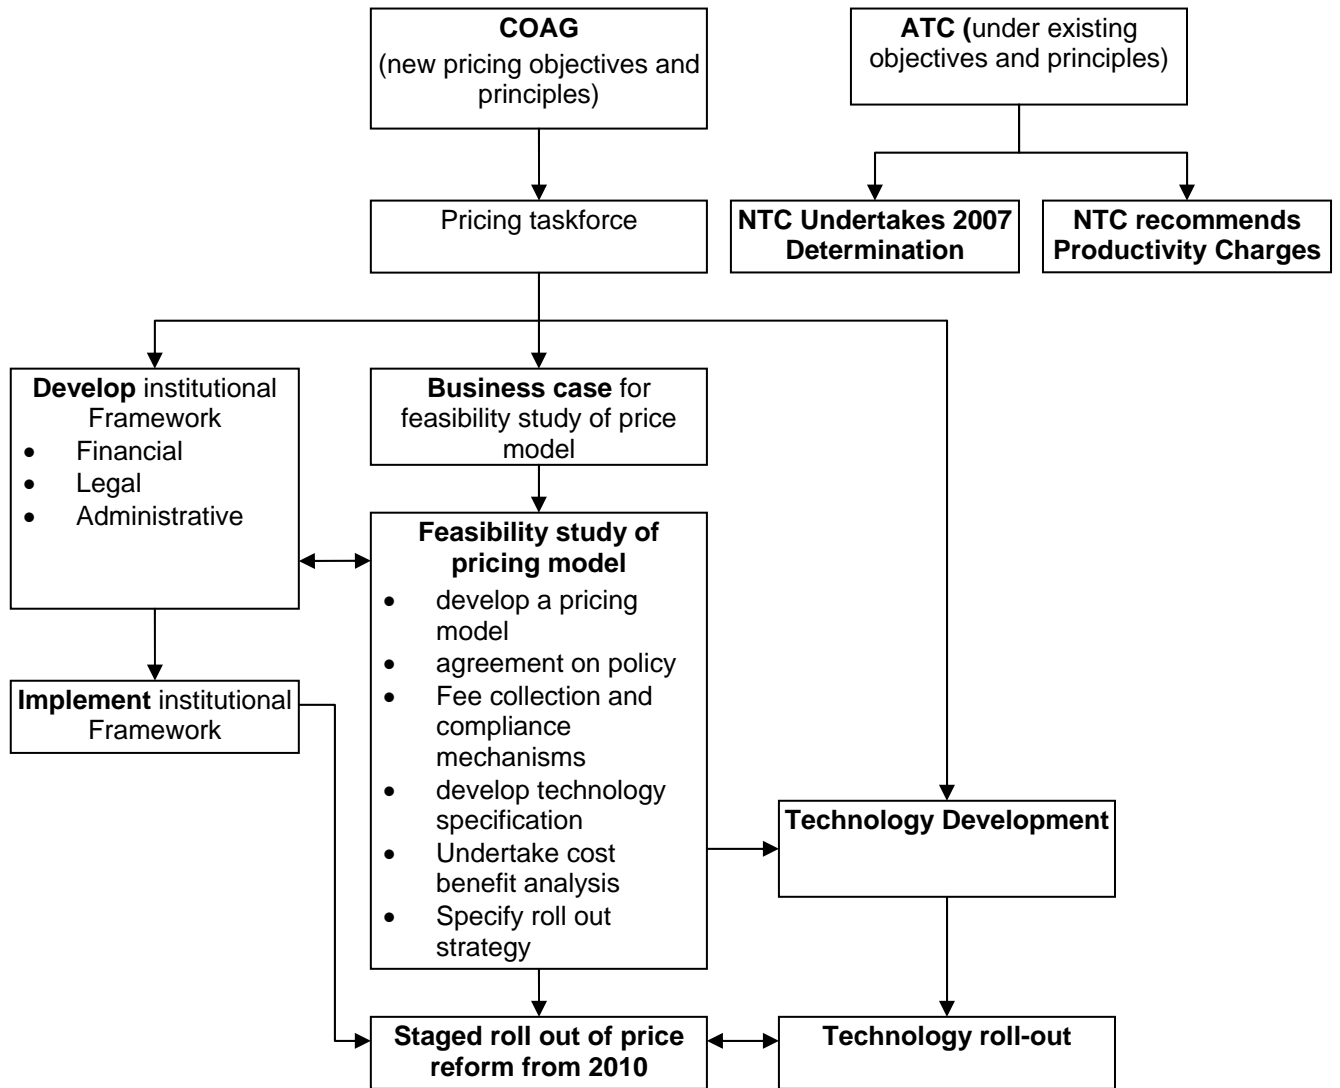 COAG
(new pricing objectives and
principles)
ATC (under existing
objectives and principles)
Pricing taskforce
NTC Undertakes 2007
Determination
NTC recommends
Productivity Charges
Develop institutional
Framework
• Financial
• Legal
• Administrative
Business case for
feasibility study of price
model
Feasibility study of
pricing model
• develop a pricing
model
• agreement on policy
• Fee collection and
compliance
mechanisms
• develop technology
specification
• Undertake cost
benefit analysis
• Specify roll out
strategy
Implement institutional
Framework
Technology Development
Staged roll out of price
reform from 2010
Technology roll-out